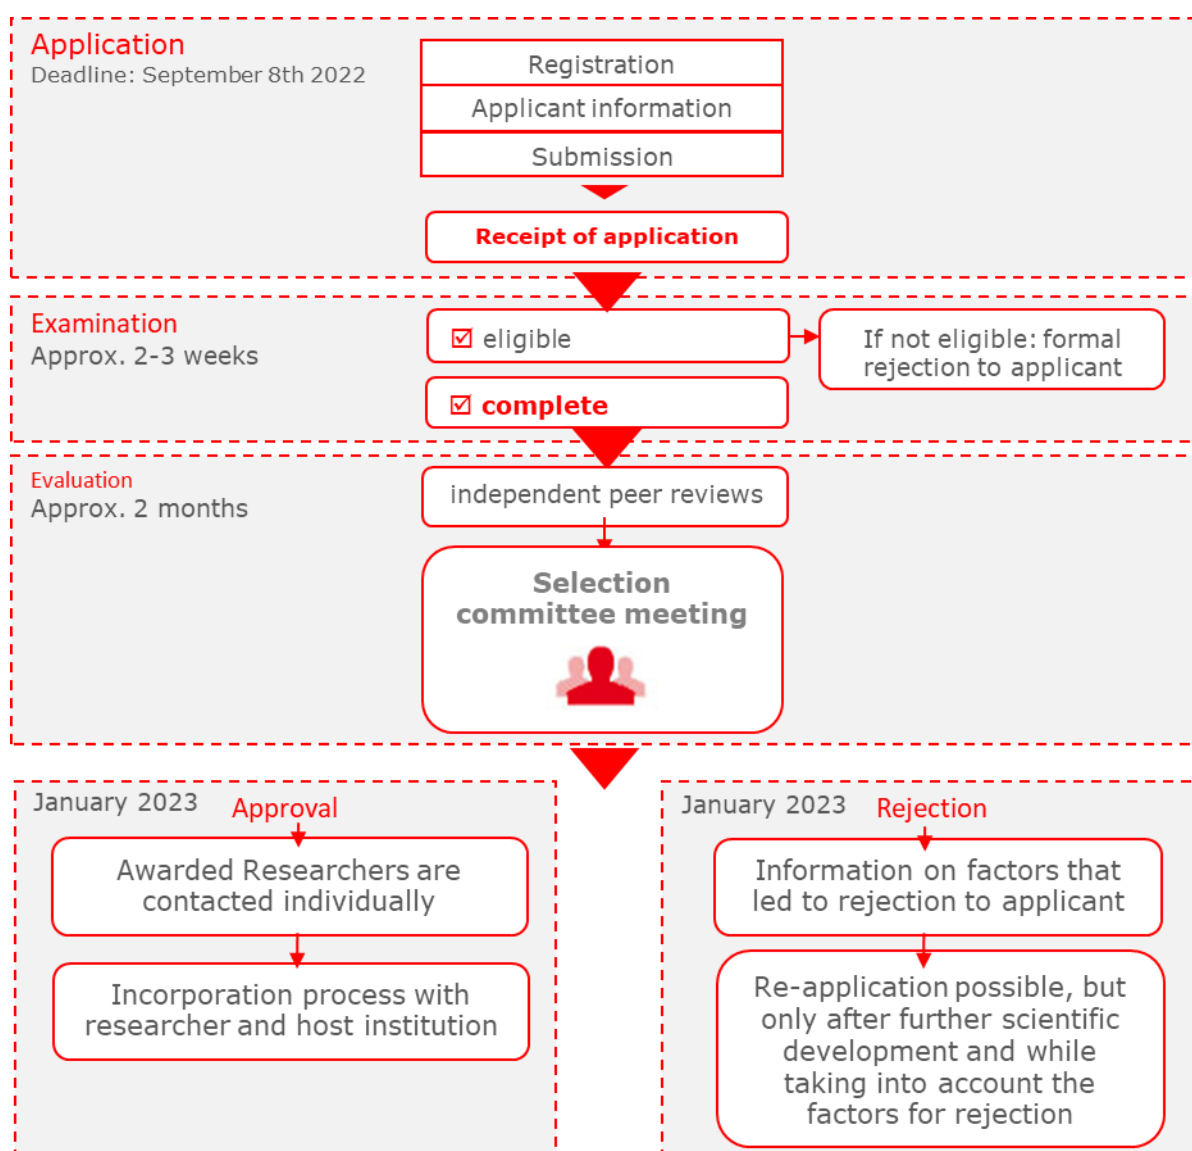 Application
Deadline: September 8th 2022
Registration
Applicant information
Submission
Receipt of application
Examination
Approx. 2-3 weeks
eligible
If not eligible: formal
rejection to applicant
complete
Evaluation
Approx. 2 months
independent peer reviews
Selection
committee meeting
January 2023 Approval
Awarded Researchers are
contacted individually
Incorporation process with
researcher and host institution
January 2023 Rejection
Information on factors that
led to rejection to applicant
Re-application possible, but
only after further scientific
development and while
taking into account the
factors for rejection